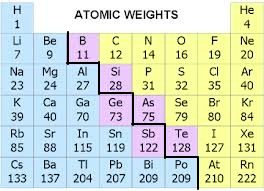 H ATOMIC WEIGHTS He
1 4
Li Be B C N O F Ne
7 9 11 12 14 16 19 20
Na Mg Al Si P S Cl Ar
23 24 27 28 31 32 35 40
K Ca Ga Ge As Se Br Kr
39 40 70 73 75 79 80 84
Rb Sr In Sn Sb Te I Xe
85 88 115 119 122 128 127 131
Cs Ba Tl Pb Bi Po At Rn
133 137 204 207 209 209 210 222